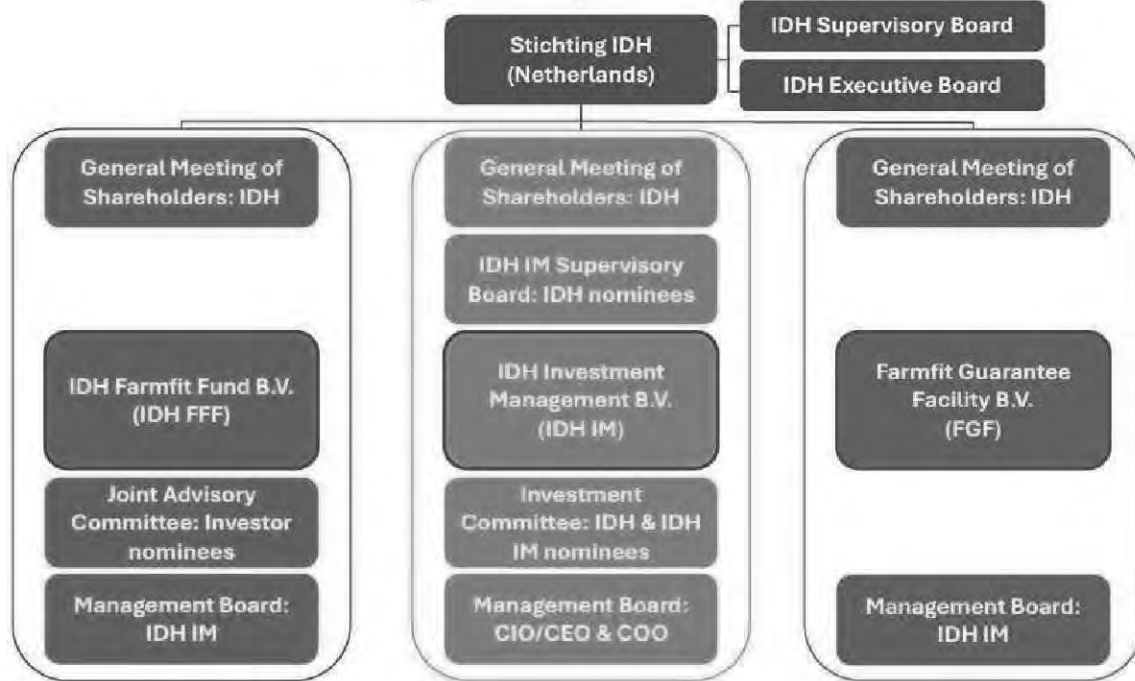 Stichting IDH
(Netherlands)
IDH Supervisory Board
IDH Executive Board
General Meeting of
Shareholders: IDH
IDH Farmfit Fund B.V.
(IDH FFF)
Joint Advisory
Committee: Investor
nominees
Management Board:
IDH IM
General Meeting of
Shareholders: IDH
IDH IM Supervisory
Board: IDH nominees
IDH Investment
Management B.V.
(IDH IM)
Investment
Committee: IDH & IDH
IM nominees
Management Board:
CIO/CEO & COO
General Meeting of
Shareholders: IDH
Farmfit Guarantee
Facility B.V.
(FGF)
Management Board:
IDH IM